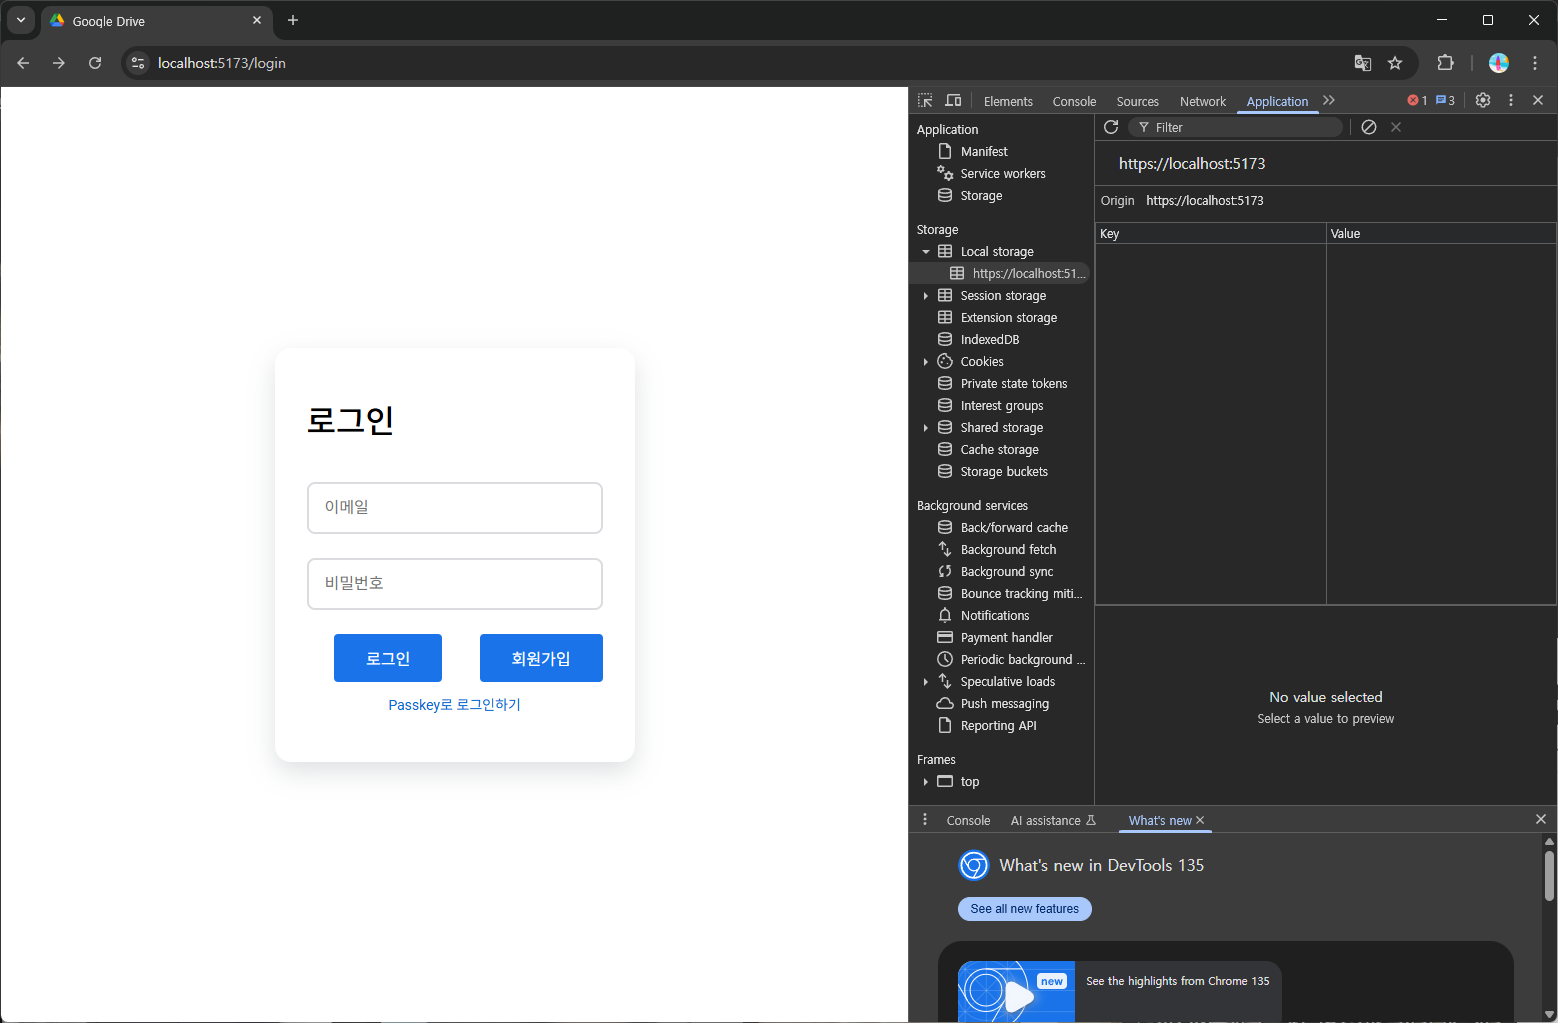 Google Drive
localhost:5173/login
로그인
이메일
비밀번호
로그인
회원가입
Passkey로 로그인하기
Elements
Console
Sources
Network
Application
1
3
Application
Manifest
Service workers
Storage
Storage
Local storage
https://localhost:51...
Session storage
Extension storage
IndexedDB
Cookies
Private state tokens
Interest groups
Shared storage
Cache storage
Storage buckets
Background services
Back/forward cache
Background fetch
Background sync
Bounce tracking miti...
Notifications
Payment handler
Periodic background ...
Speculative loads
Push messaging
Reporting API
Frames
top
Filter
https://localhost:5173
Origin https://localhost:5173
Key Value
No value selected
Select a value to preview
Console
AI assistance
What's new
What's new in DevTools 135
See all new features
new
See the highlights from Chrome 135